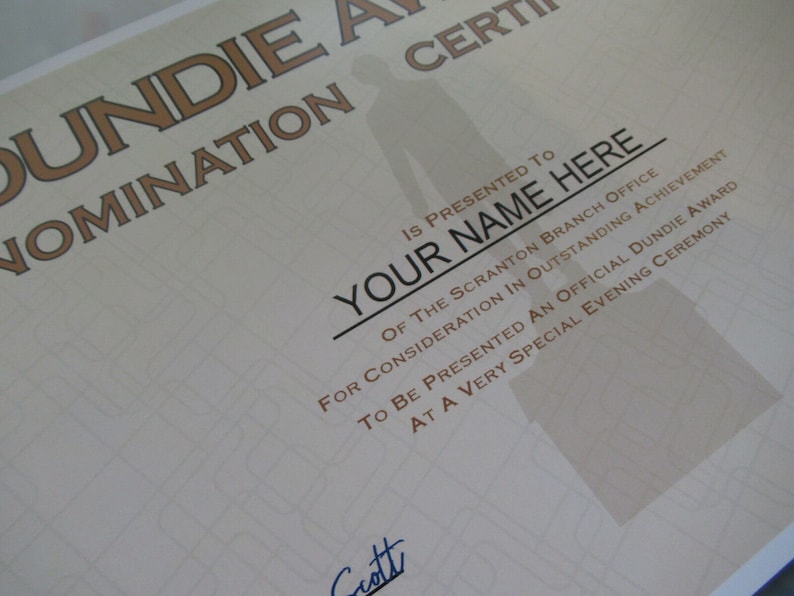 DUNDIE AW
NOMINATION CERTIF
IS PRESENTED TO
YOUR NAME HERE
OF THE SCRANTON BRANCH OFFICE
FOR CONSIDERATION IN OUTSTANDING ACHIEVEMENT
TO BE PRESENTED AN OFFICIAL DUNDIE AWARD
AT A VERY SPECIAL EVENING CEREMONY
Scott